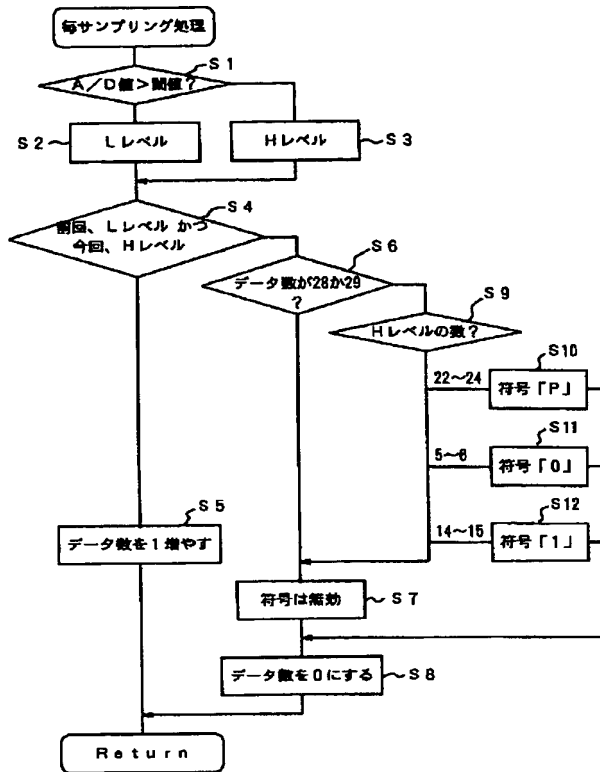 毎サンプリング処理
A／D値＞閾値？
S1
S2
Lレベル
Hレベル
S3
前回、Lレベル かつ
今回、Hレベル
S4
データ数が28か29
？
S6
Hレベルの数？
S9
22〜24
符号「P」
S10
5〜6
符号「0」
S11
14〜15
符号「1」
S12
データ数を1増やす
S5
符号は無効
S7
データ数を0にする
S8
Return